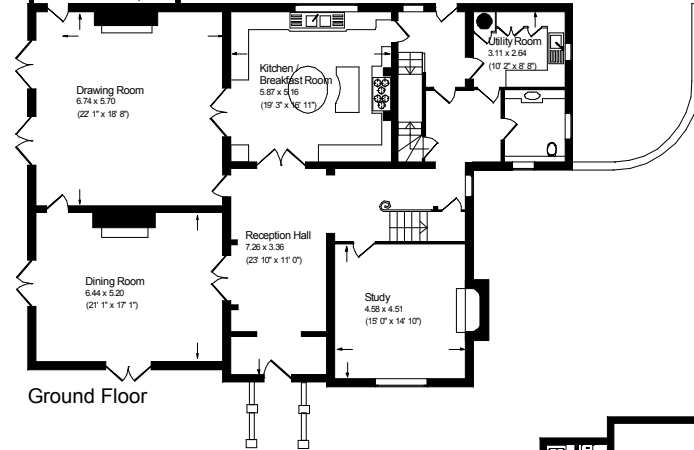 Utility Room
3.11 x 2.64
(10' 2" x 8' 8")
Kitchen /
Breakfast Room
5.87 x 5.16
(19' 3" x 16' 11")
Drawing Room
6.74 x 5.70
(22' 1" x 18' 8")
Reception Hall
7.26 x 3.36
(23' 10" x 11' 0")
Dining Room
6.44 x 5.20
(21' 1" x 17' 1")
Study
4.58 x 4.51
(15' 0" x 14' 10")
Ground Floor